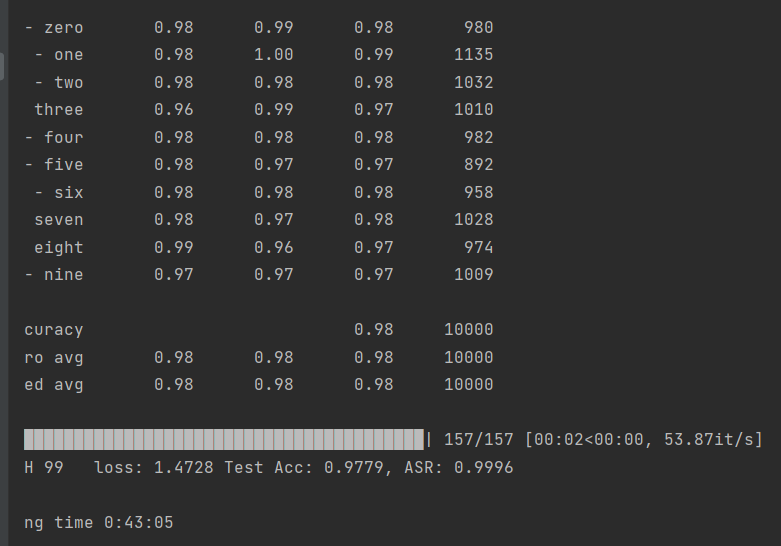 - zero 0.98 0.99 0.98 980
- one 0.98 1.00 0.99 1135
- two 0.98 0.98 0.98 1032
three 0.96 0.99 0.97 1010
- four 0.98 0.98 0.98 982
- five 0.98 0.97 0.97 892
- six 0.98 0.98 0.98 958
seven 0.98 0.97 0.98 1028
eight 0.99 0.96 0.97 974
- nine 0.97 0.97 0.97 1009
curacy 0.98 10000
ro avg 0.98 0.98 0.98 10000
ed avg 0.98 0.98 0.98 10000
| 157/157 [00:02<00:00, 53.87it/s]
H 99 loss: 1.4728 Test Acc: 0.9779, ASR: 0.9996
ng time 0:43:05